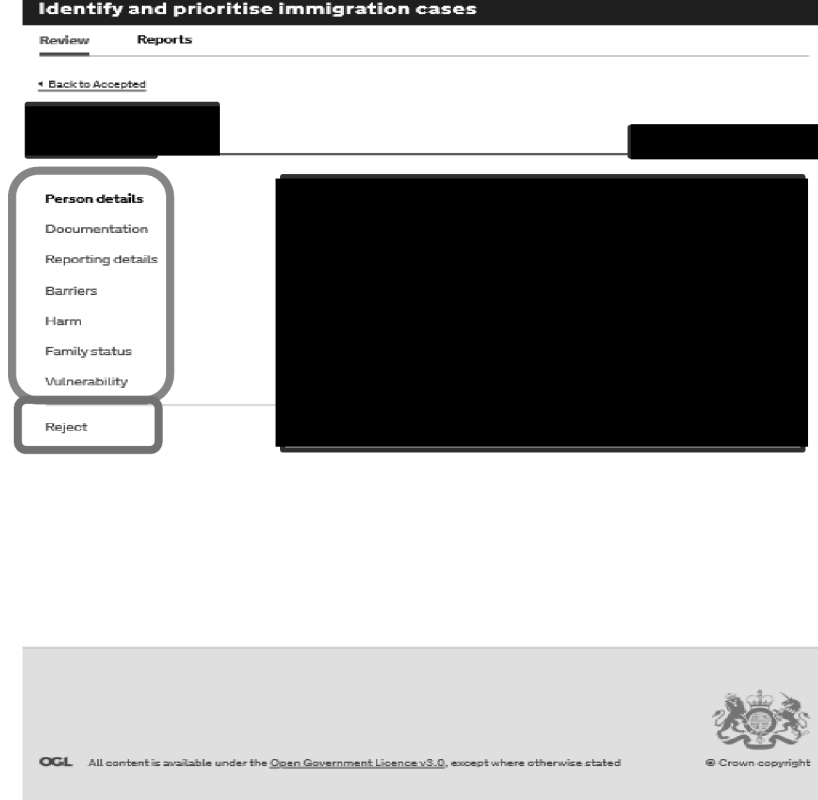 Identify and prioritise immigration cases
Review Reports
Back to Accepted
Person details
Documentation
Reporting details
Barriers
Harm
Family status
Vulnerability
Reject
OGL All content is available under the Open Government Licence v3.0, except where otherwise stated
© Crown copyright